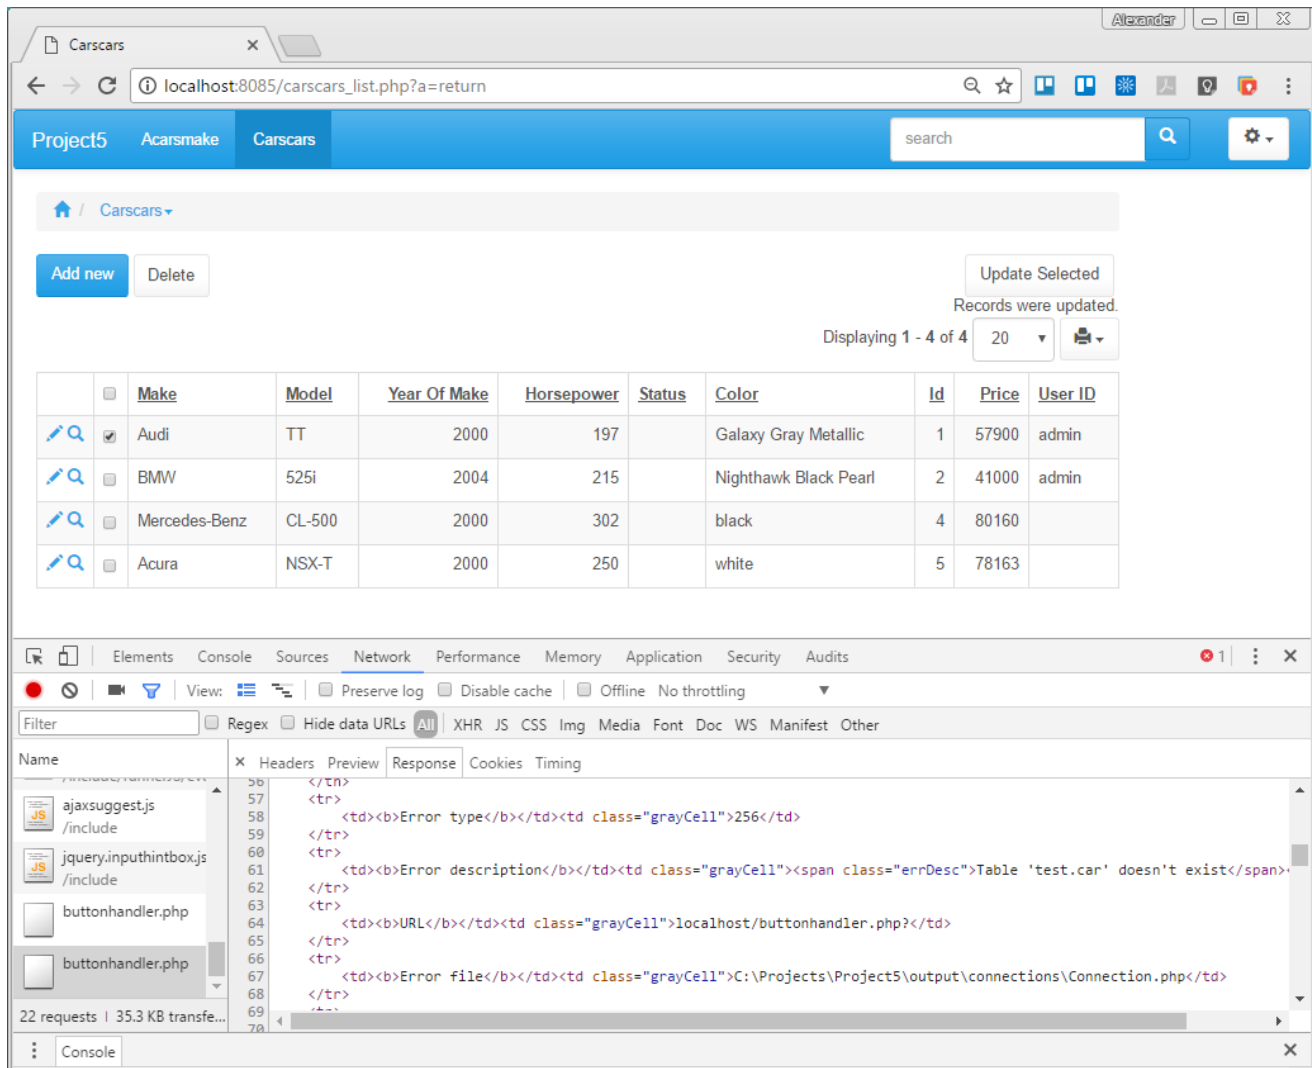 Alexander
Carscars
localhost:8085/carscars_list.php?a=return
Project5 Acarsmake Carscars search
/ Carscars
Add new Delete Update Selected
Records were updated.
Displaying 1 - 4 of 4 20
Make Model Year Of Make Horsepower Status Color Id Price User ID
Audi TT 2000 197 Galaxy Gray Metallic 1 57900 admin
BMW 525i 2004 215 Nighthawk Black Pearl 2 41000 admin
Mercedes-Benz CL-500 2000 302 black 4 80160
Acura NSX-T 2000 250 white 5 78163
Elements Console Sources Network Performance Memory Application Security Audits 1
View: Preserve log Disable cache Offline No throttling
Filter Regex Hide data URLs All XHR JS CSS Img Media Font Doc WS Manifest Other
Name
Headers Preview Response Cookies Timing
ajaxsuggest.js
/include
jquery.inputhintbox.js
/include
buttonhandler.php
buttonhandler.php
22 requests | 35.3 KB transfe...
56 </th>
57 <tr>
58 <td><b>Error type</b></td><td class="grayCell">256</td>
59 </tr>
60 <tr>
61 <td><b>Error description</b></td><td class="grayCell"><span class="errDesc">Table 'test.car' doesn't exist</span><
62 </tr>
63 <tr>
64 <td><b>URL</b></td><td class="grayCell">localhost/buttonhandler.php?</td>
65 </tr>
66 <tr>
67 <td><b>Error file</b></td><td class="grayCell">C:\Projects\Project5\output\connections\Connection.php</td>
68 </tr>
69 <tr>
70
Console